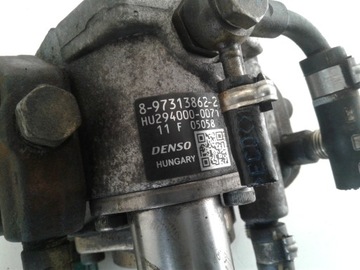 8-97313862-2
HU294000-0071
11 F 05058
DENSO
HUNGARY